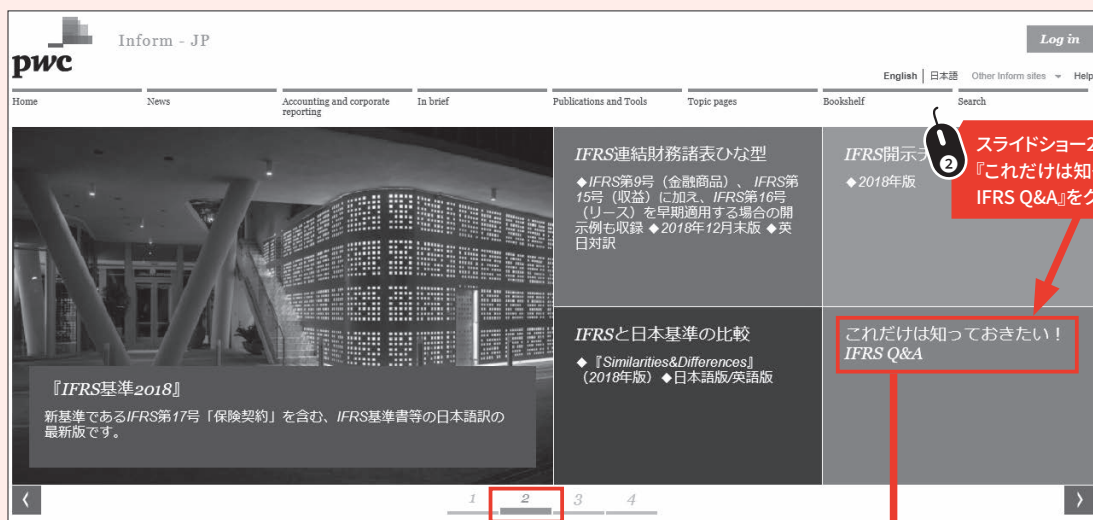 pwc
Inform - JP
Log in
English | 日本語 Other Inform sites Help
Home
News
Accounting and corporate
reporting
In brief
Publications and Tools
Topic pages
Bookshelf
Search
IFRS連結財務諸表ひな型
◆IFRS第9号（金融商品）、IFRS第
15号（収益）に加え、IFRS第16号
（リース）を早期適用する場合の開
示例も収録 ◆2018年12月末版 ◆英
日対訳
IFRS開示
◆2018年版
2
スライドショー2
『これだけは知
IFRS Q&A』をク
『IFRS基準2018』
新基準であるIFRS第17号「保険契約」を含む、IFRS基準書等の日本語訳の
最新版です。
IFRSと日本基準の比較
◆『Similarities&Differences』
（2018年版）◆日本語版/英語版
これだけは知っておきたい！
IFRS Q&A
1 2 3 4